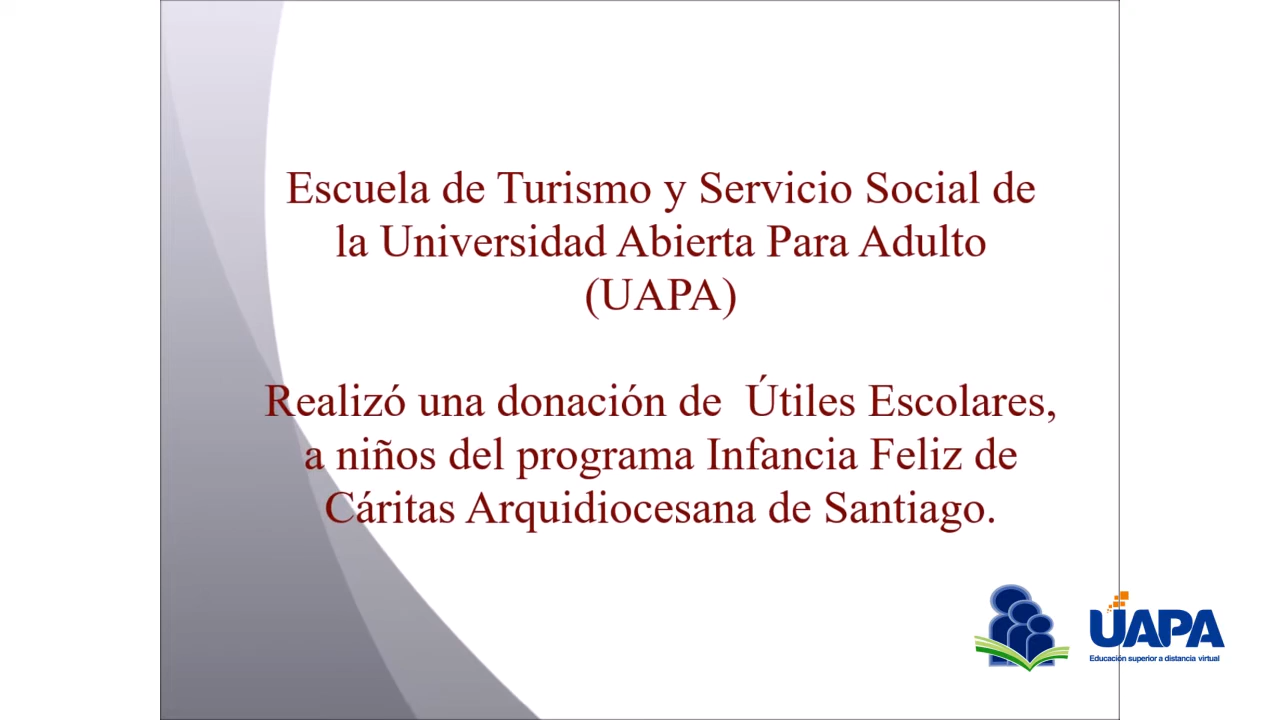 Escuela de Turismo y Servicio Social de
la Universidad Abierta Para Adulto
(UAPA)
Realizó una donación de  Útiles Escolares,
a niños del programa Infancia Feliz de
Cáritas Arquidiocesana de Santiago.
UAPA
Educación superior a distancia virtual